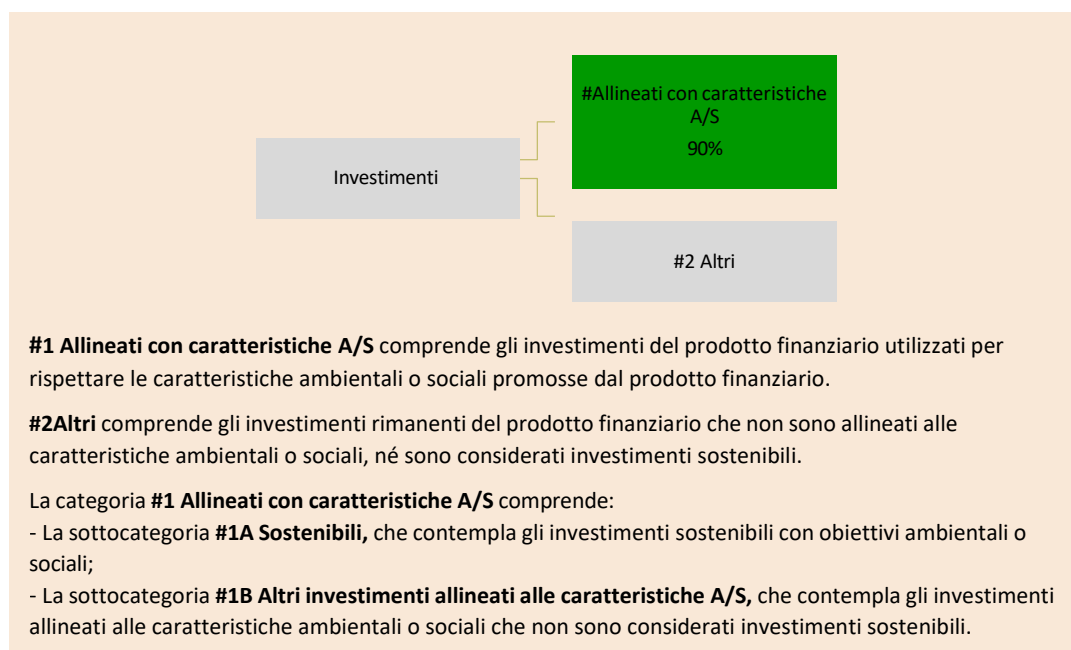 #Allineati con caratteristiche
A/S
90%
Investimenti
#2 Altri
#1 Allineati con caratteristiche A/S comprende gli investimenti del prodotto finanziario utilizzati per
rispettare le caratteristiche ambientali o sociali promosse dal prodotto finanziario.
#2Altri comprende gli investimenti rimanenti del prodotto finanziario che non sono allineati alle
caratteristiche ambientali o sociali, né sono considerati investimenti sostenibili.
La categoria #1 Allineati con caratteristiche A/S comprende:
- La sottocategoria #1A Sostenibili, che contempla gli investimenti sostenibili con obiettivi ambientali o
sociali;
- La sottocategoria #1B Altri investimenti allineati alle caratteristiche A/S, che contempla gli investimenti
allineati alle caratteristiche ambientali o sociali che non sono considerati investimenti sostenibili.